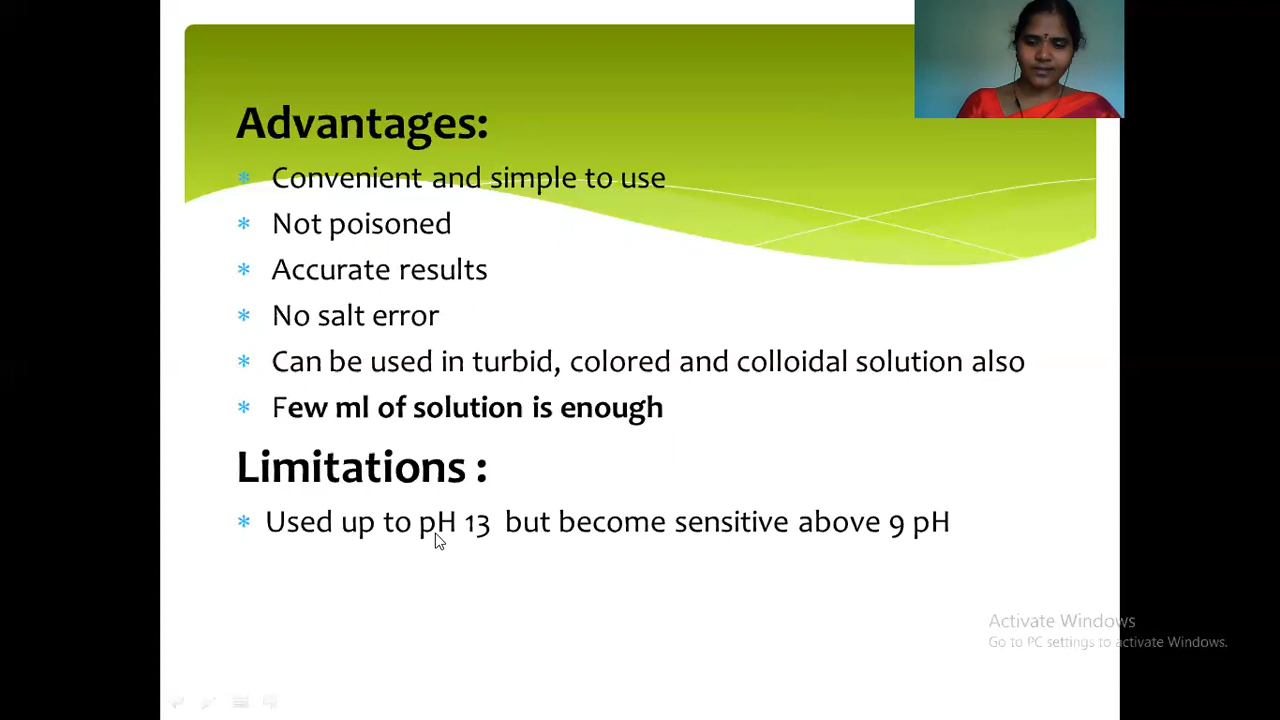 Advantages:
* Convenient and simple to use
* Not poisoned
* Accurate results
* No salt error
* Can be used in turbid, colored and colloidal solution also
* Few ml of solution is enough
Limitations :
* Used up to pH 13 but become sensitive above 9 pH
Activate Windows
Go to PC settings to activate Windows.